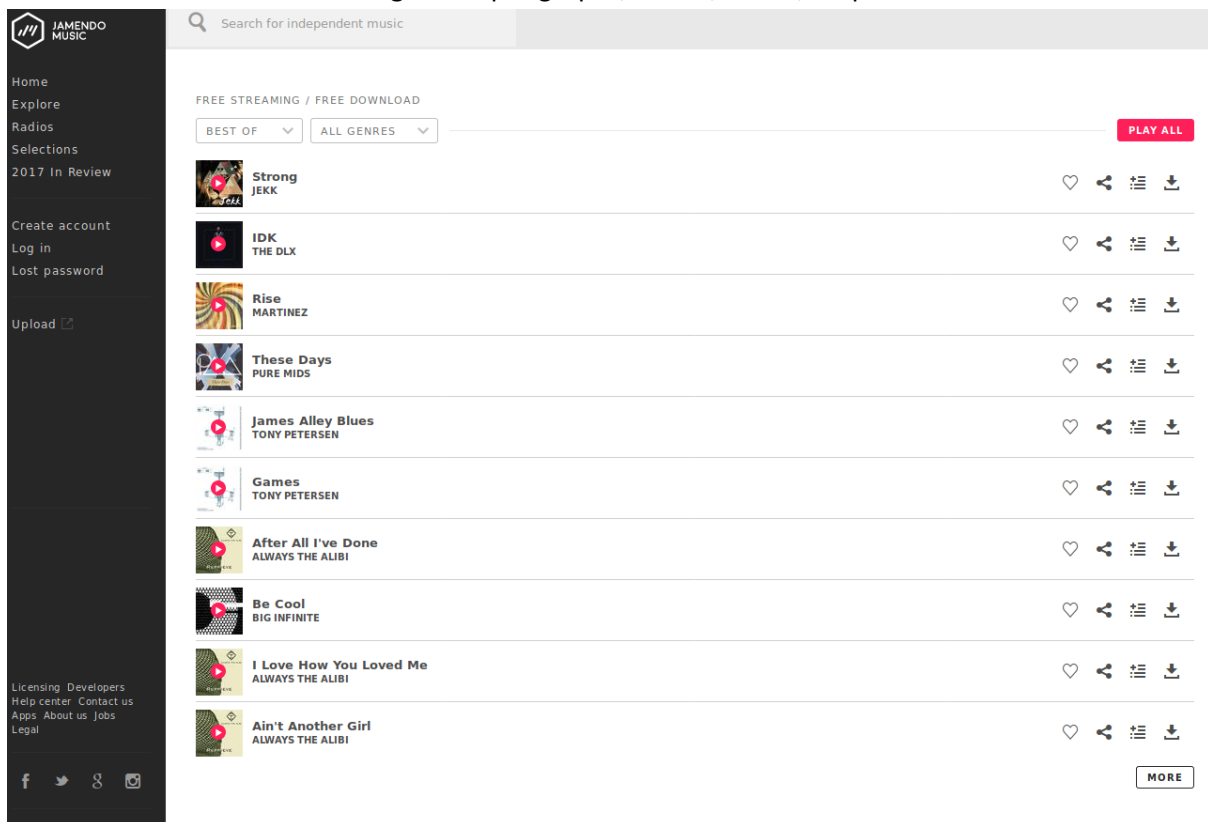 JAMENDO
MUSIC
Search for independent music
Home
Explore
Radios
Selections
2017 In Review
Create account
Log in
Lost password
Upload
Licensing Developers
Help center Contact us
Apps About us Jobs
Legal
FREE STREAMING / FREE DOWNLOAD
BEST OF
ALL GENRES
PLAY ALL
Strong
JEKK
IDK
THE DLX
Rise
MARTINEZ
These Days
PURE MIDS
James Alley Blues
TONY PETERSEN
Games
TONY PETERSEN
After All I've Done
ALWAYS THE ALIBI
Be Cool
BIG INFINITE
I Love How You Loved Me
ALWAYS THE ALIBI
Ain't Another Girl
ALWAYS THE ALIBI
MORE